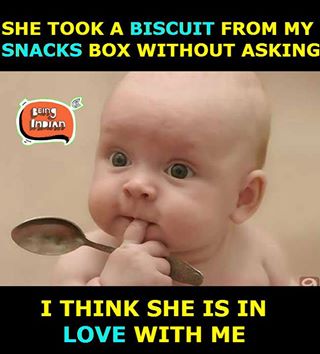 SHE TOOK A BISCUIT FROM MY
SNACKS BOX WITHOUT ASKING
BEING
INDIAN
I THINK SHE IS IN
LOVE WITH ME